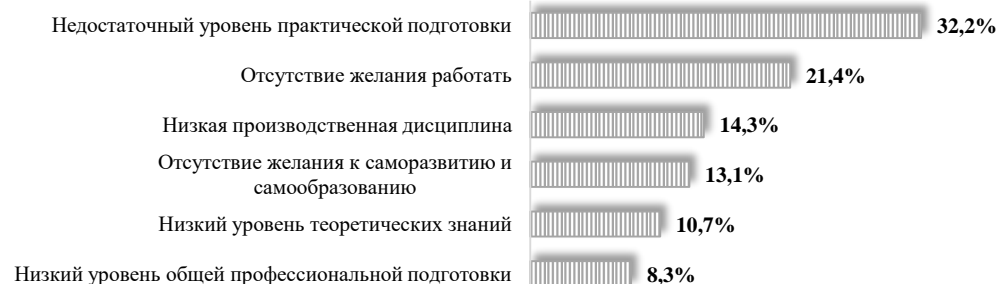 Недостаточный уровень практической подготовки 32,2%
Отсутствие желания работать 21,4%
Низкая производственная дисциплина 14,3%
Отсутствие желания к саморазвитию и
самообразованию 13,1%
Низкий уровень теоретических знаний 10,7%
Низкий уровень общей профессиональной подготовки 8,3%